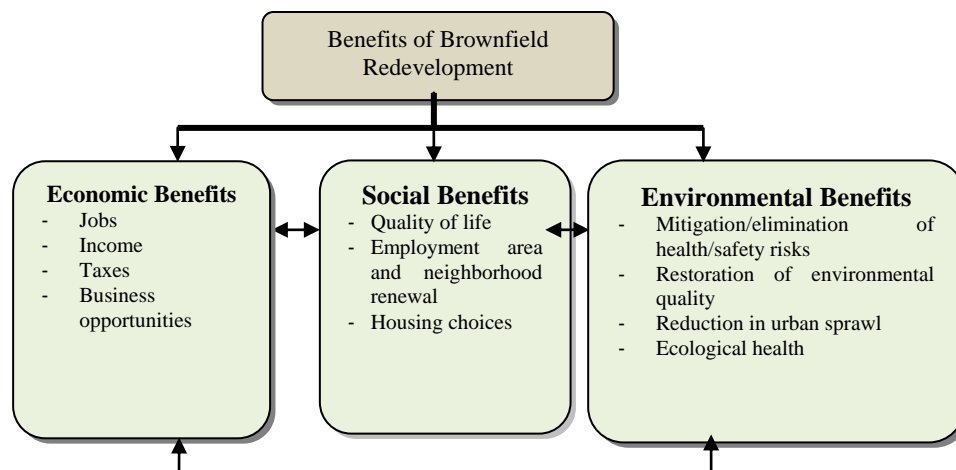 Benefits of Brownfield
Redevelopment
Economic Benefits
- Jobs
- Income
- Taxes
- Business
opportunities
Social Benefits
- Quality of life
- Employment area
and neighborhood
renewal
- Housing choices
Environmental Benefits
- Mitigation/elimination of
health/safety risks
- Restoration of environmental
quality
- Reduction in urban sprawl
- Ecological health